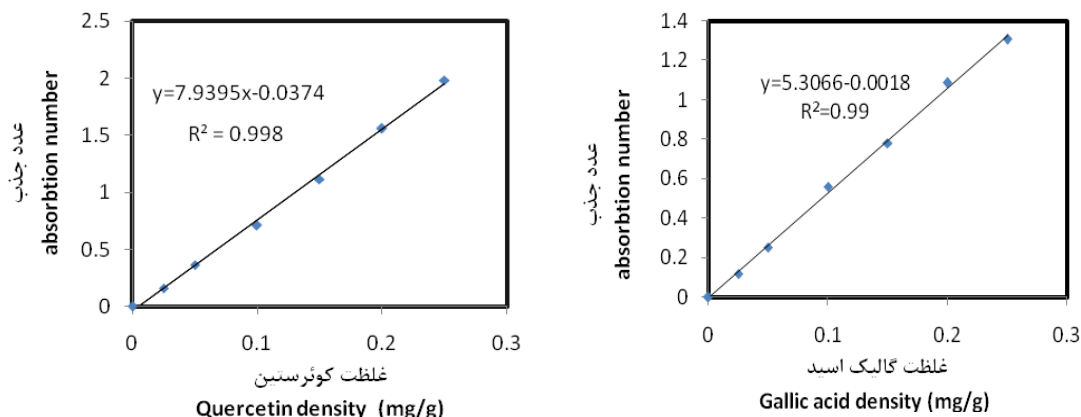 2.5
2
1.5
1
0.5
0
0
0.1
0.2
0.3
y=7.9395x-0.0374
R² = 0.998
عدد جذب
absorbtion number
غلظت کوئرستین
Quercetin density (mg/g)
1.4
1.2
1
0.8
0.6
0.4
0.2
0
0
0.1
0.2
0.3
y=5.3066-0.0018
R²=0.99
عدد جذب
absorbtion number
غلظت گالیک اسید
Gallic acid density (mg/g)